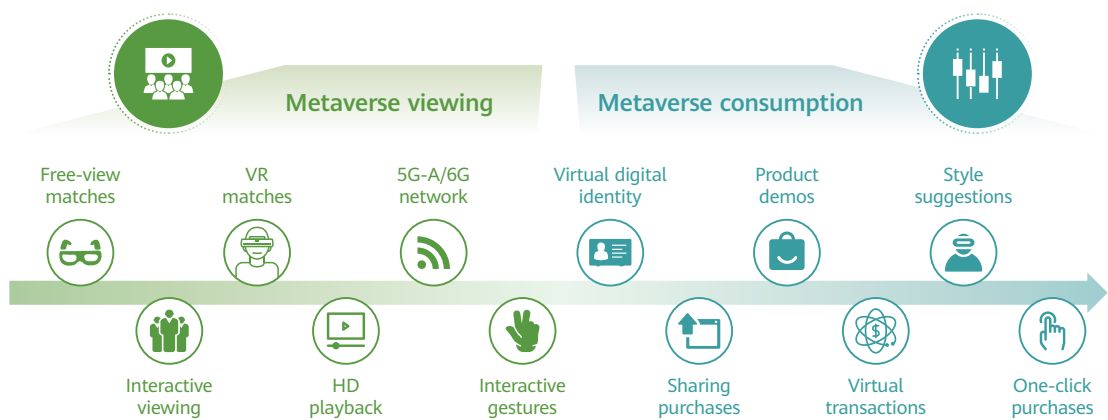 Metaverse viewing
Metaverse consumption
Free-view
matches
VR
matches
5G-A/6G
network
Virtual digital
identity
Product
demos
Style
suggestions
$
Interactive
viewing
HD
playback
Interactive
gestures
Sharing
purchases
Virtual
transactions
One-click
purchases